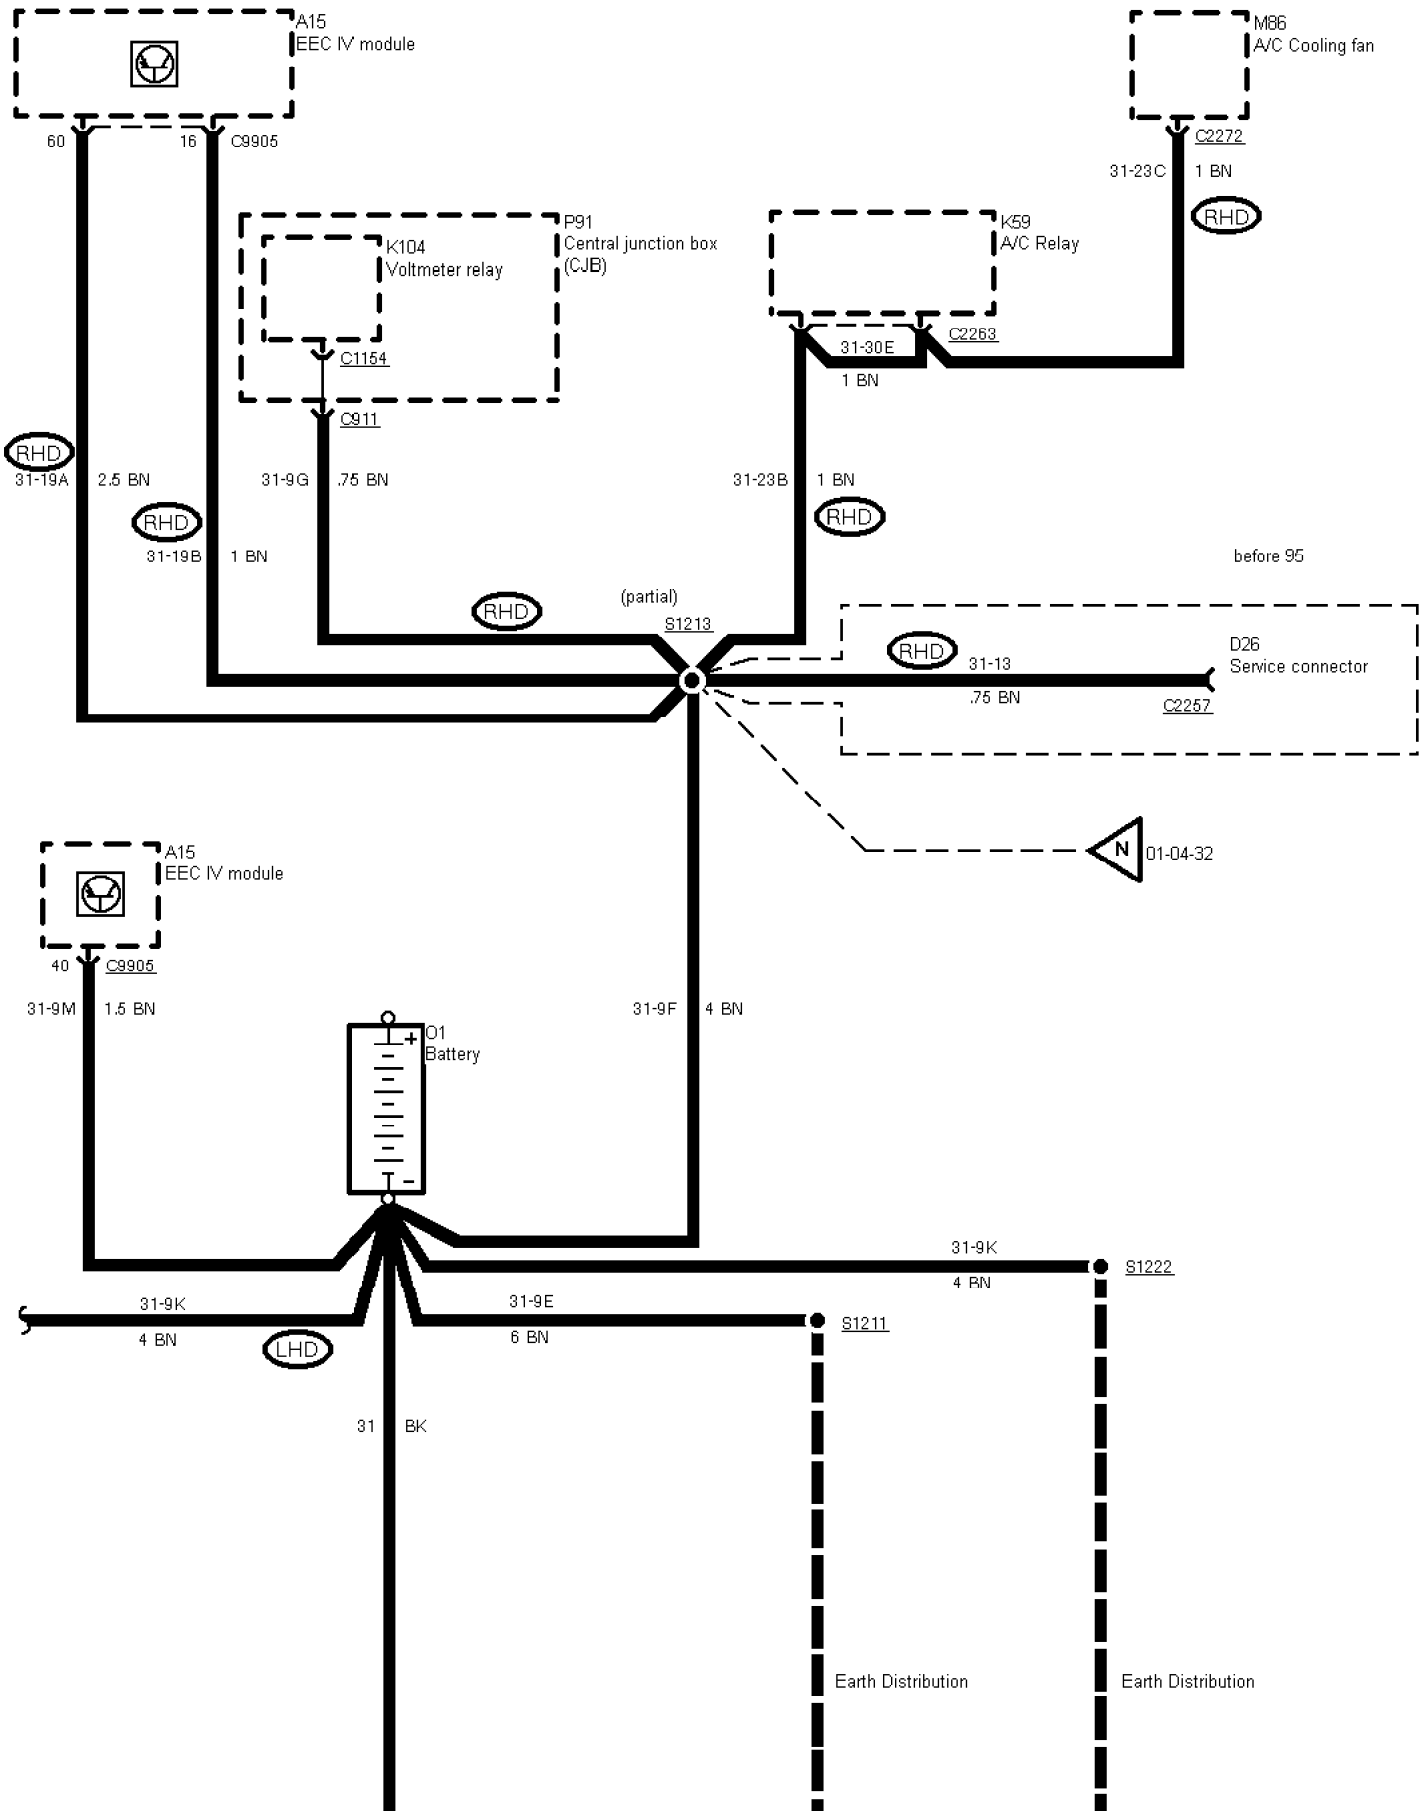 A15
EEC IV module
M86
A/C Cooling fan
60
16
C9905
C2272
31-23C
1 BN
RHD
P91
Central junction box
(CJB)
K104
Voltmeter relay
K59
A/C Relay
C1154
C2263
31-30E
1 BN
C911
RHD
31-19A
2.5 BN
31-9G
.75 BN
31-23B
1 BN
RHD
RHD
31-19B
1 BN
before 95
(partial)
RHD
S1213
RHD
31-13
.75 BN
D26
Service connector
C2257
N
01-04-32
A15
EEC IV module
40
C9905
31-9M
1.5 BN
31-9F
4 BN
+
01
Battery
-
31-9K
4 BN
S1222
31-9K
4 BN
LHD
31-9E
6 BN
S1211
31
BK
Earth Distribution
Earth Distribution